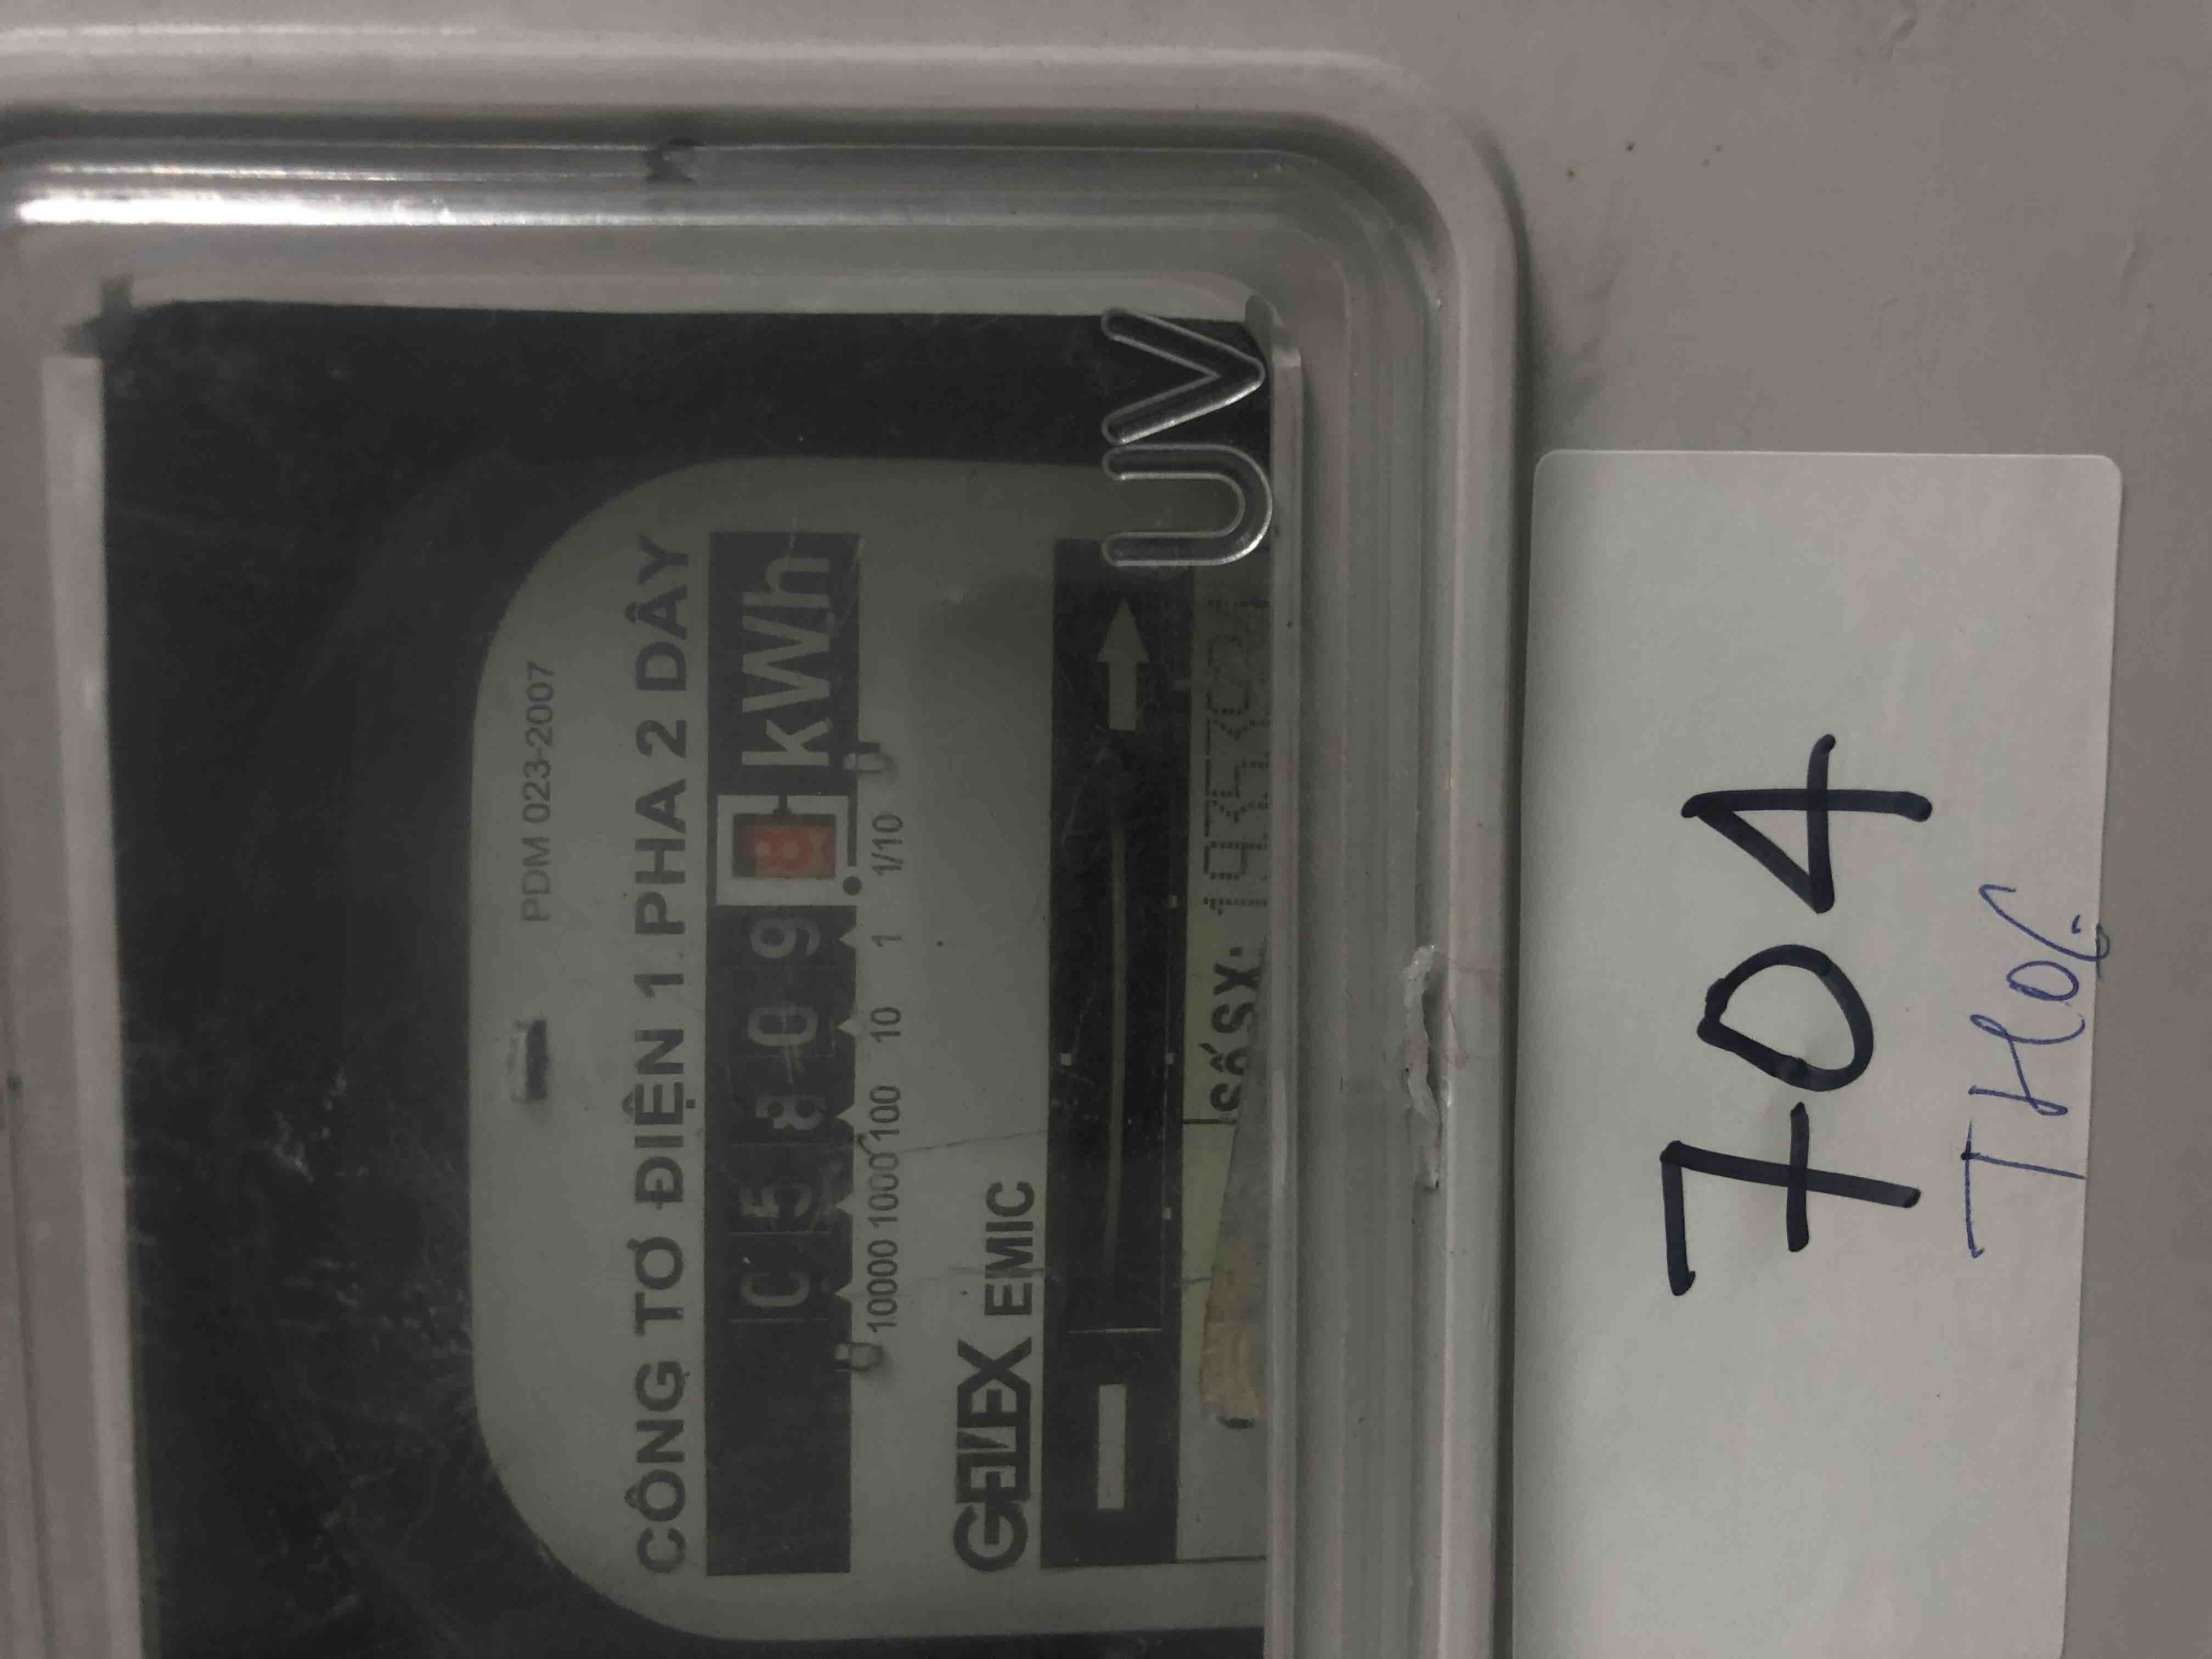 PDM 023-2007
CÔNG TƠ ĐIỆN 1 PHA 2 DÂY
0 5 8 0 9 8 kWh
10000 1000 100 10 1 1/10
GELEX EMIC
UV
Số SX:
704